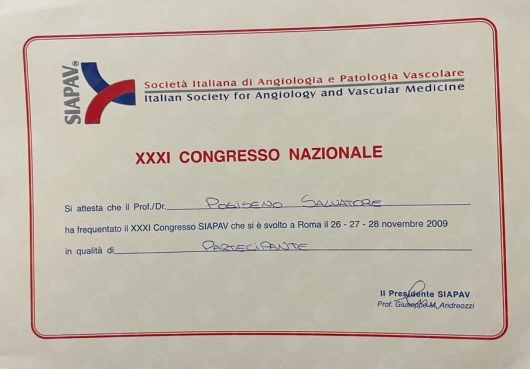 SIAPAV®
Società Italiana di Angiologia e Patologia Vascolare
Italian Society for Angiology and Vascular Medicine
XXXI CONGRESSO NAZIONALE
Si attesta che il Prof./Dr. POLISENO SALVATORE
ha frequentato il XXXI Congresso SIAPAV che si è svolto a Roma il 26 - 27 - 28 novembre 2009
in qualità di PARTECIPANTE
Il Presidente SIAPAV
Prof. Giuseppe M. Andreozzi